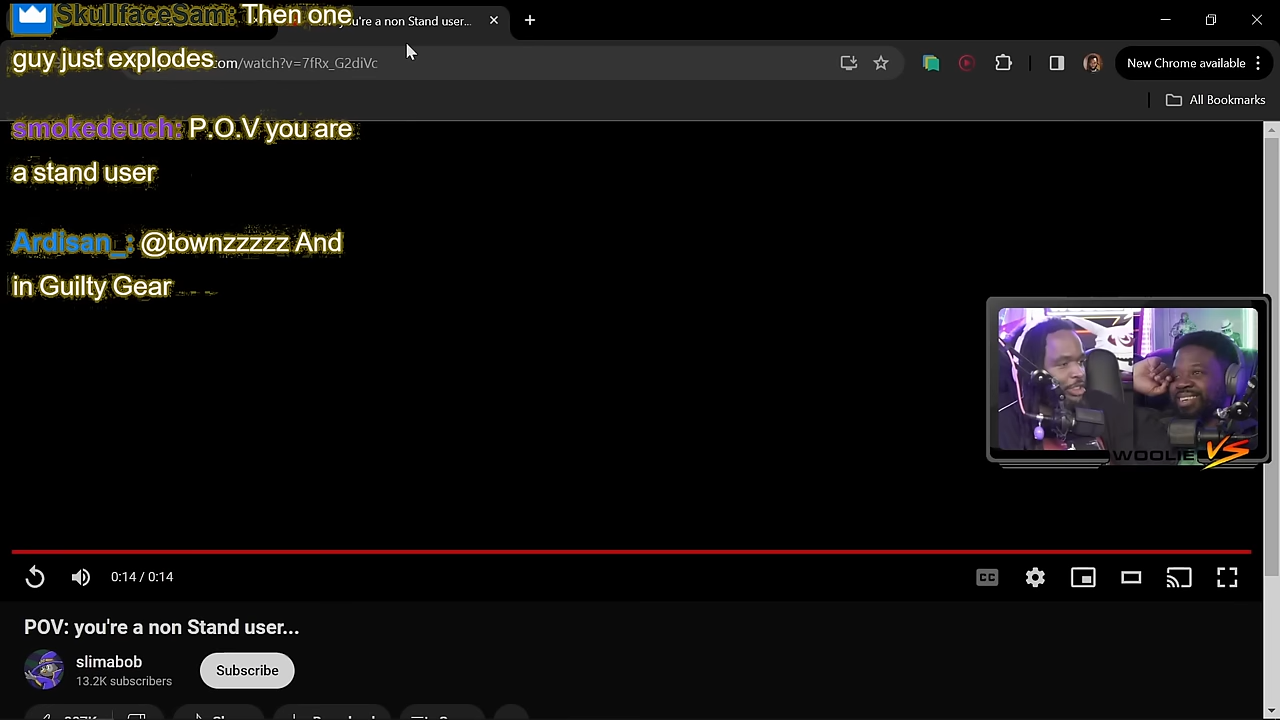 SkullfaceSam: Then one
guy just explodes
you're a non Stand user...
com/watch?v=7fRx_G2diVc
New Chrome available
All Bookmarks
smokedeuch: P.O.V you are
a stand user
Ardisan_: @townzzzzz And
in Guilty Gear
WOOLIE VS
0:14 / 0:14
CC
POV: you're a non Stand user...
slimabob
13.2K subscribers
Subscribe